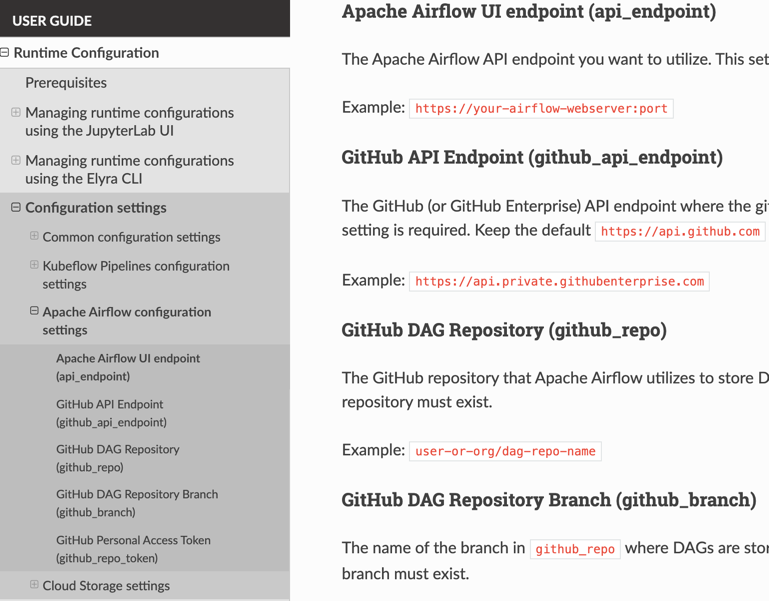 USER GUIDE
Runtime Configuration
Prerequisites
Managing runtime configurations
using the JupyterLab UI
Managing runtime configurations
using the Elyra CLI
Configuration settings
Common configuration settings
Kubeflow Pipelines configuration
settings
Apache Airflow configuration
settings
Apache Airflow UI endpoint
(api_endpoint)
GitHub API Endpoint
(github_api_endpoint)
GitHub DAG Repository
(github_repo)
GitHub DAG Repository Branch
(github_branch)
GitHub Personal Access Token
(github_repo_token)
Cloud Storage settings
Apache Airflow UI endpoint (api_endpoint)
The Apache Airflow API endpoint you want to utilize. This set
Example: https://your-airflow-webserver:port
GitHub API Endpoint (github_api_endpoint)
The GitHub (or GitHub Enterprise) API endpoint where the gi
setting is required. Keep the default https://api.github.com
Example: https://api.private.githubenterprise.com
GitHub DAG Repository (github_repo)
The GitHub repository that Apache Airflow utilizes to store D
repository must exist.
Example: user-or-org/dag-repo-name
GitHub DAG Repository Branch (github_branch)
The name of the branch in github_repo where DAGs are stor
branch must exist.